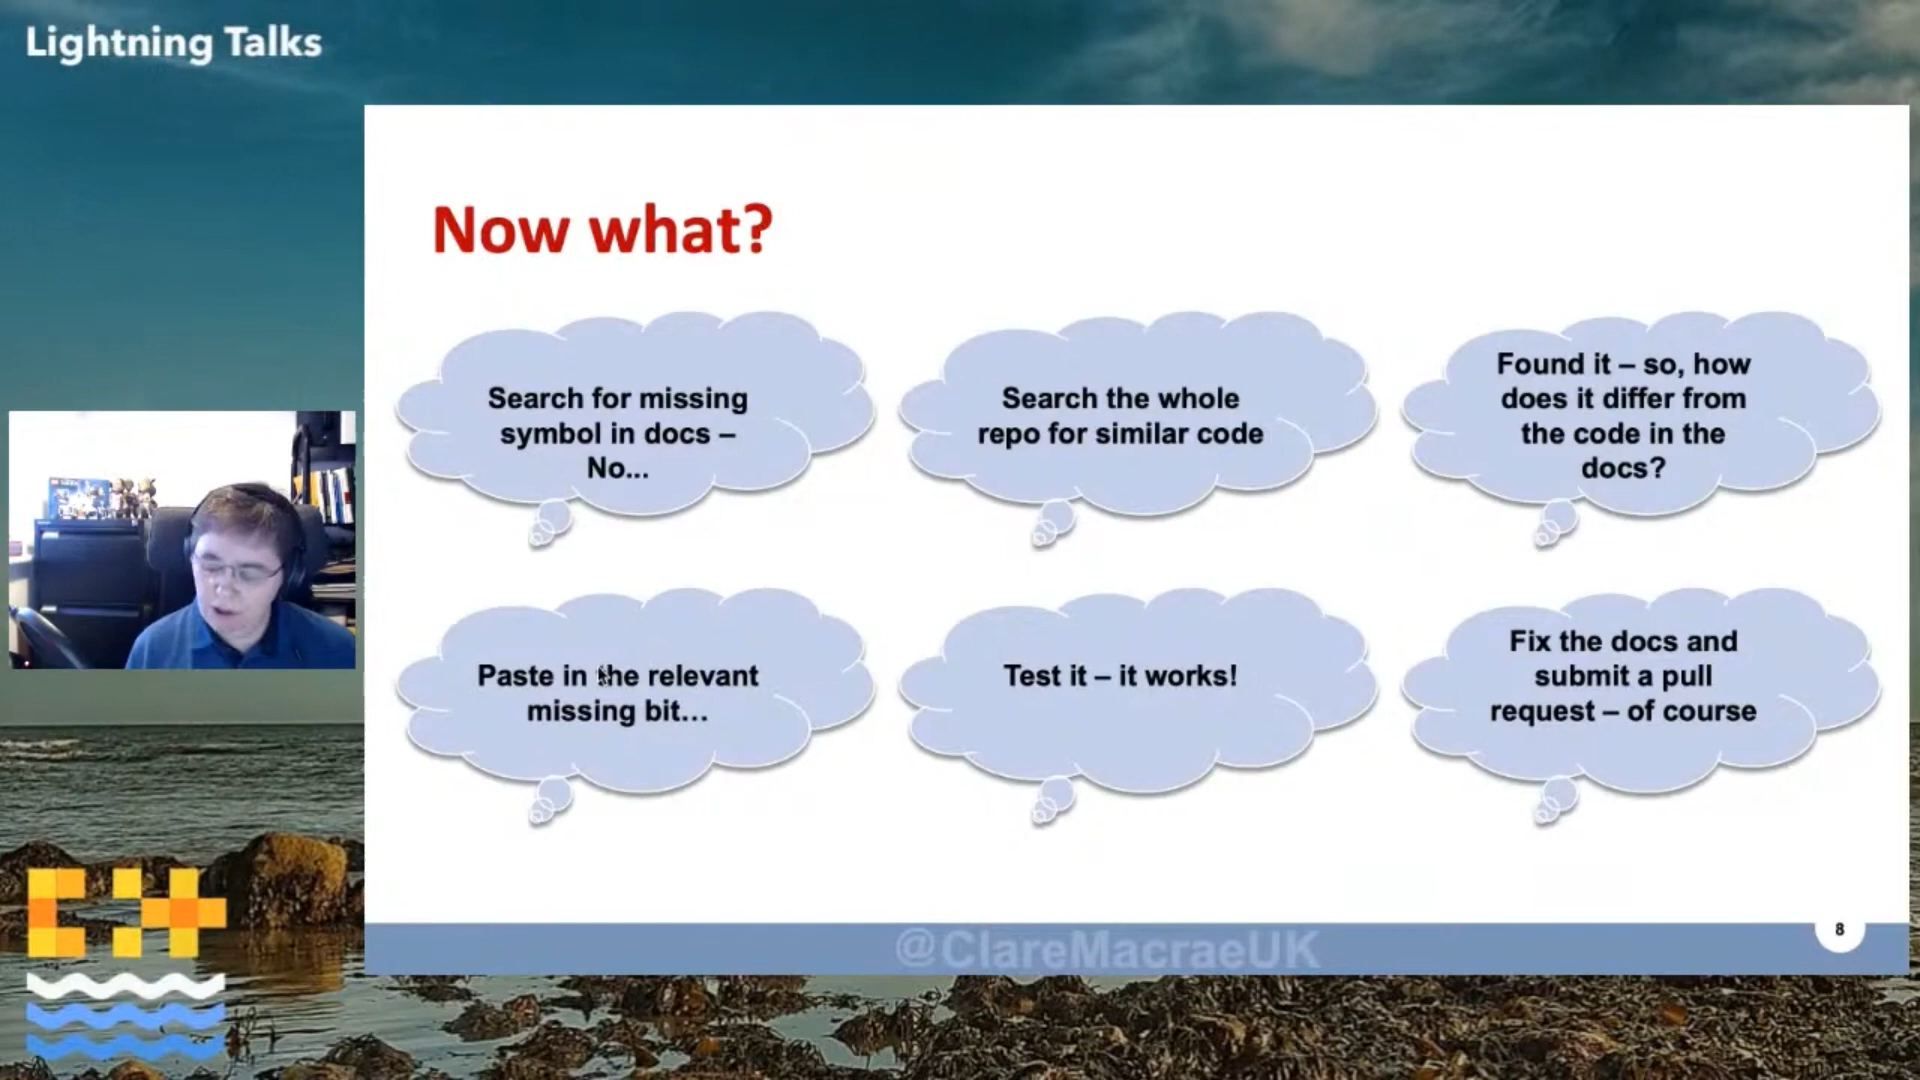 Lightning Talks
Now what?
Search for missing
symbol in docs –
No...
Search the whole
repo for similar code
Found it – so, how
does it differ from
the code in the
docs?
Paste in the relevant
missing bit…
Test it – it works!
Fix the docs and
submit a pull
request – of course
@ClareMacraeUK
8